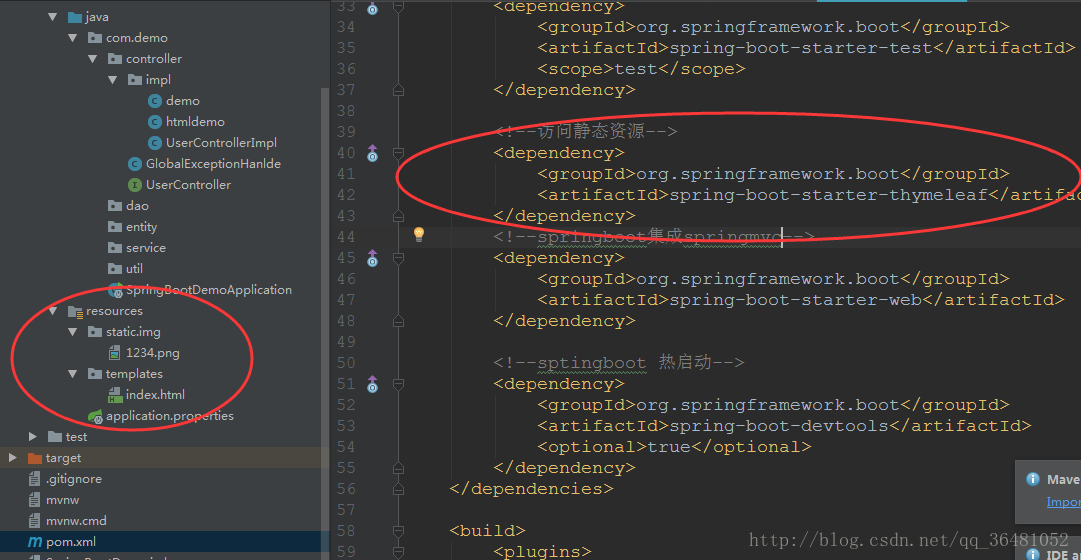 java
com.demo
controller
impl
demo
htmldemo
UserControllerImpl
GlobalExceptionHanlde
UserController
dao
entity
service
util
SpringBootDemoApplication
resources
static.img
1234.png
templates
index.html
application.properties
test
target
.gitignore
mvnw
mvnw.cmd
pom.xml
33 <dependency>
34 <groupId>org.springframework.boot</groupId>
35 <artifactId>spring-boot-starter-test</artifactId>
36 <scope>test</scope>
37 </dependency>
38
39 <!--访问静态资源-->
40 <dependency>
41 <groupId>org.springframework.boot</groupId>
42 <artifactId>spring-boot-starter-thymeleaf</artifac
43 </dependency>
44 <!--springboot集成springmvc-->
45 <dependency>
46 <groupId>org.springframework.boot</groupId>
47 <artifactId>spring-boot-starter-web</artifactId>
48 </dependency>
49
50 <!--sptingboot 热启动-->
51 <dependency>
52 <groupId>org.springframework.boot</groupId>
53 <artifactId>spring-boot-devtools</artifactId>
54 <optional>true</optional>
55 </dependency>
56 </dependencies>
57
58 <build>
59 <plugins>
Mave
Impor
IDE a
http://blog.csdn.net/qq_36481052